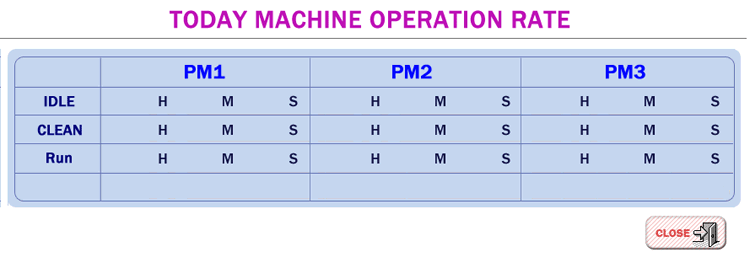 TODAY MACHINE OPERATION RATE
PM1 PM2 PM3
IDLE H M S H M S H M S
CLEAN H M S H M S H M S
Run H M S H M S H M S
CLOSE